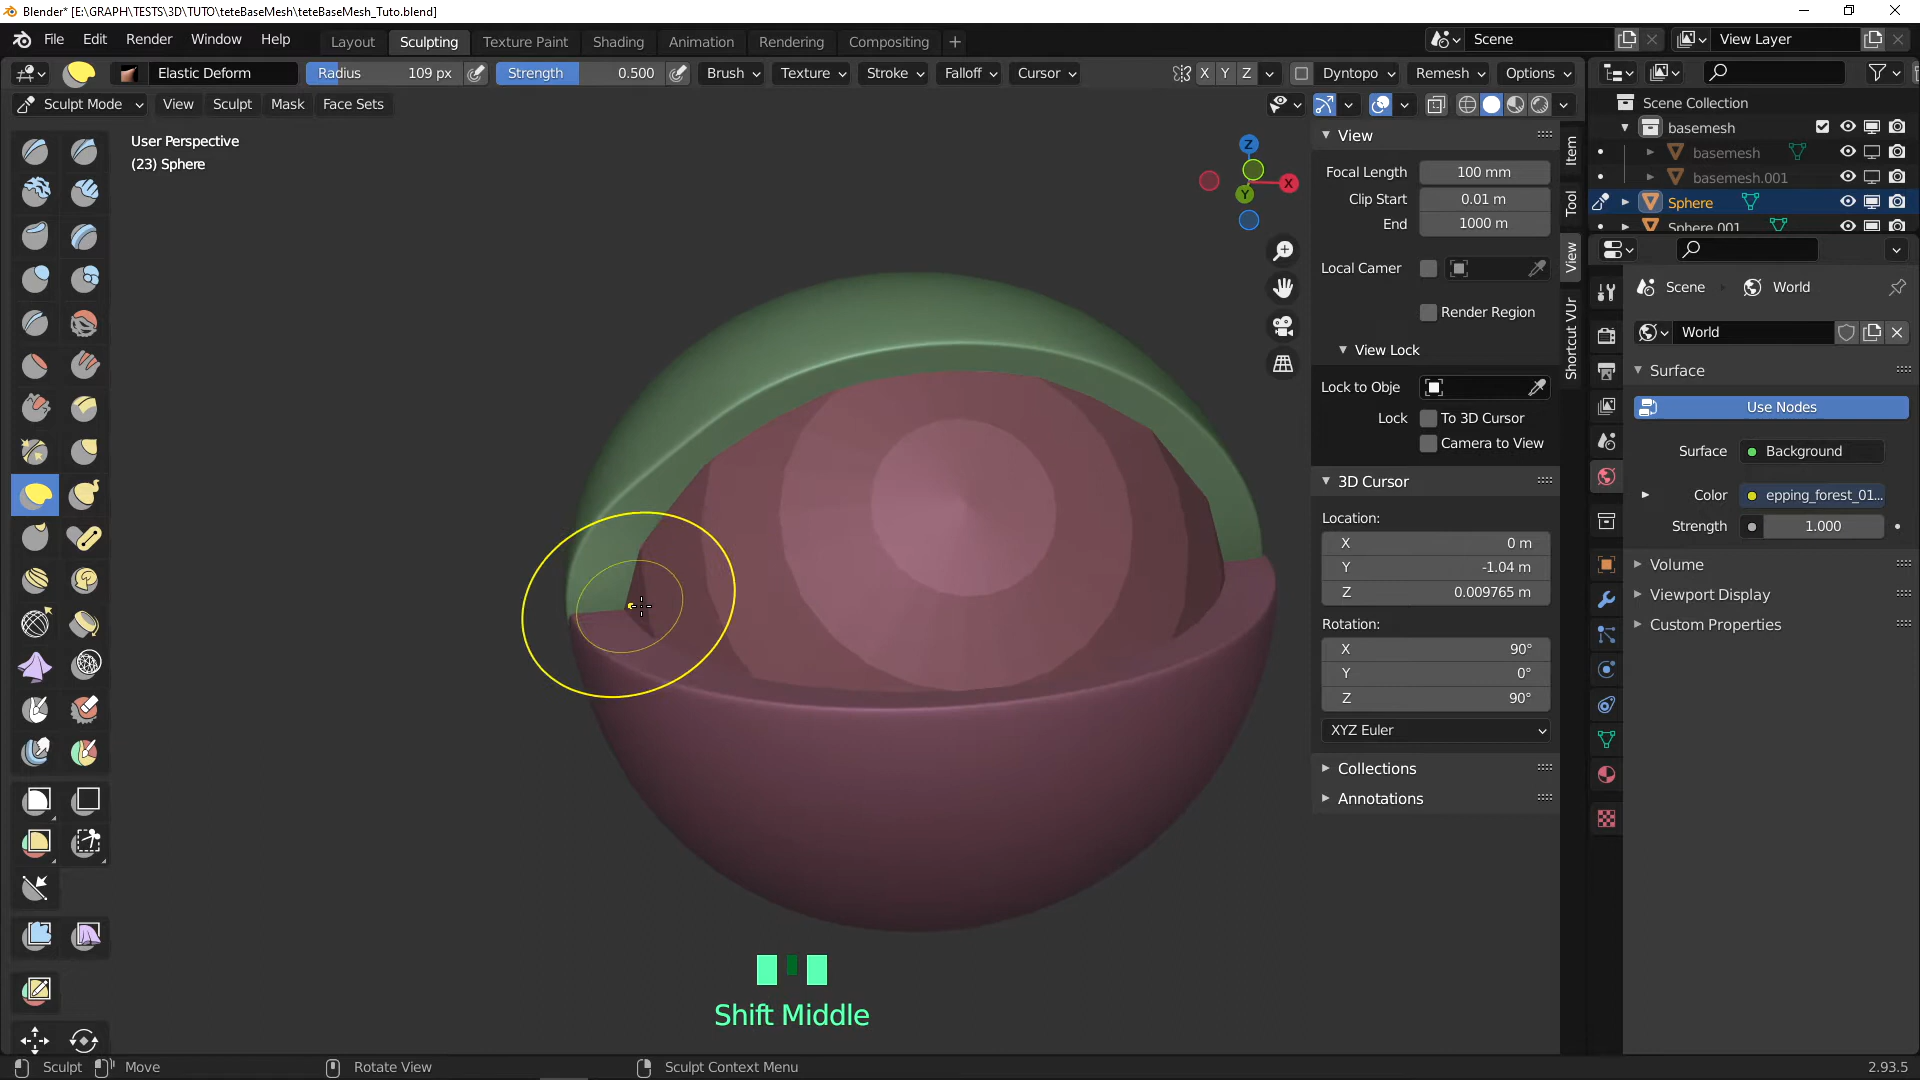 Blender* [E:\GRAPH\TESTS\3D\TUTO\teteBaseMesh\teteBaseMesh_Tuto.blend]
File Edit Render Window Help Layout Sculpting Texture Paint Shading Animation Rendering Compositing + Scene View Layer
Elastic Deform Radius 109 px Strength 0.500 Brush Texture Stroke Falloff Cursor X Y Z Dyntopo Remesh Options
Sculpt Mode View Sculpt Mask Face Sets
User Perspective
(23) Sphere
Z
X
Y
View
Focal Length 100 mm
Clip Start 0.01 m
End 1000 m
Local Camer
Render Region
View Lock
Lock to Obje
Lock To 3D Cursor
Camera to View
3D Cursor
Location:
X 0 m
Y -1.04 m
Z 0.009765 m
Rotation:
X 90°
Y 0°
Z 90°
XYZ Euler
Collections
Annotations
Item
Tool
View
Shortcut VUr
Scene Collection
basemesh
basemesh
basemesh.001
Sphere
Sphere.001
Scene World
World
Surface
Use Nodes
Surface Background
Color epping_forest_01...
Strength 1.000
Volume
Viewport Display
Custom Properties
Shift Middle
Sculpt Move Rotate View Sculpt Context Menu 2.93.5